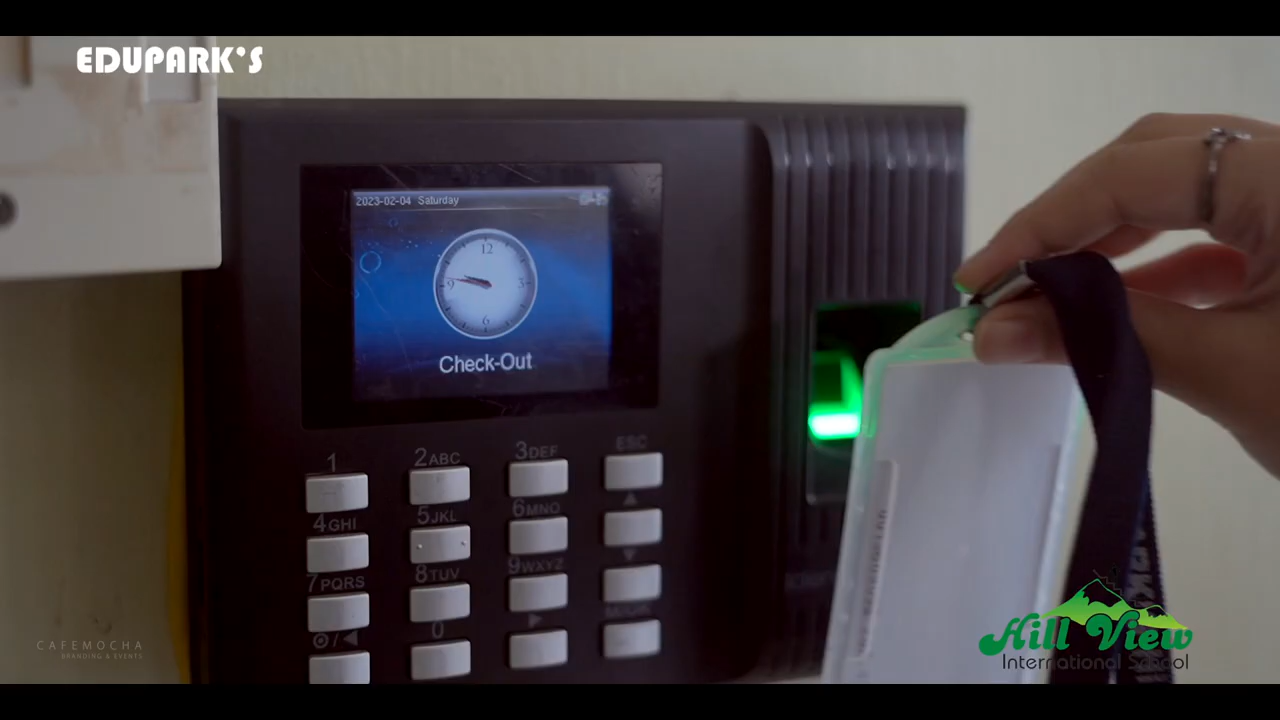 EDUPARK'S
2023-02-04 Saturday
12
9 3
6
Check-Out
1 2ABC 3DEF ESC
4GHI 5JKL 6MNO
7PQRS 8TUV 9WXYZ
0
CAFEMOCHA
BRANDING & EVENTS
Hill View
International School